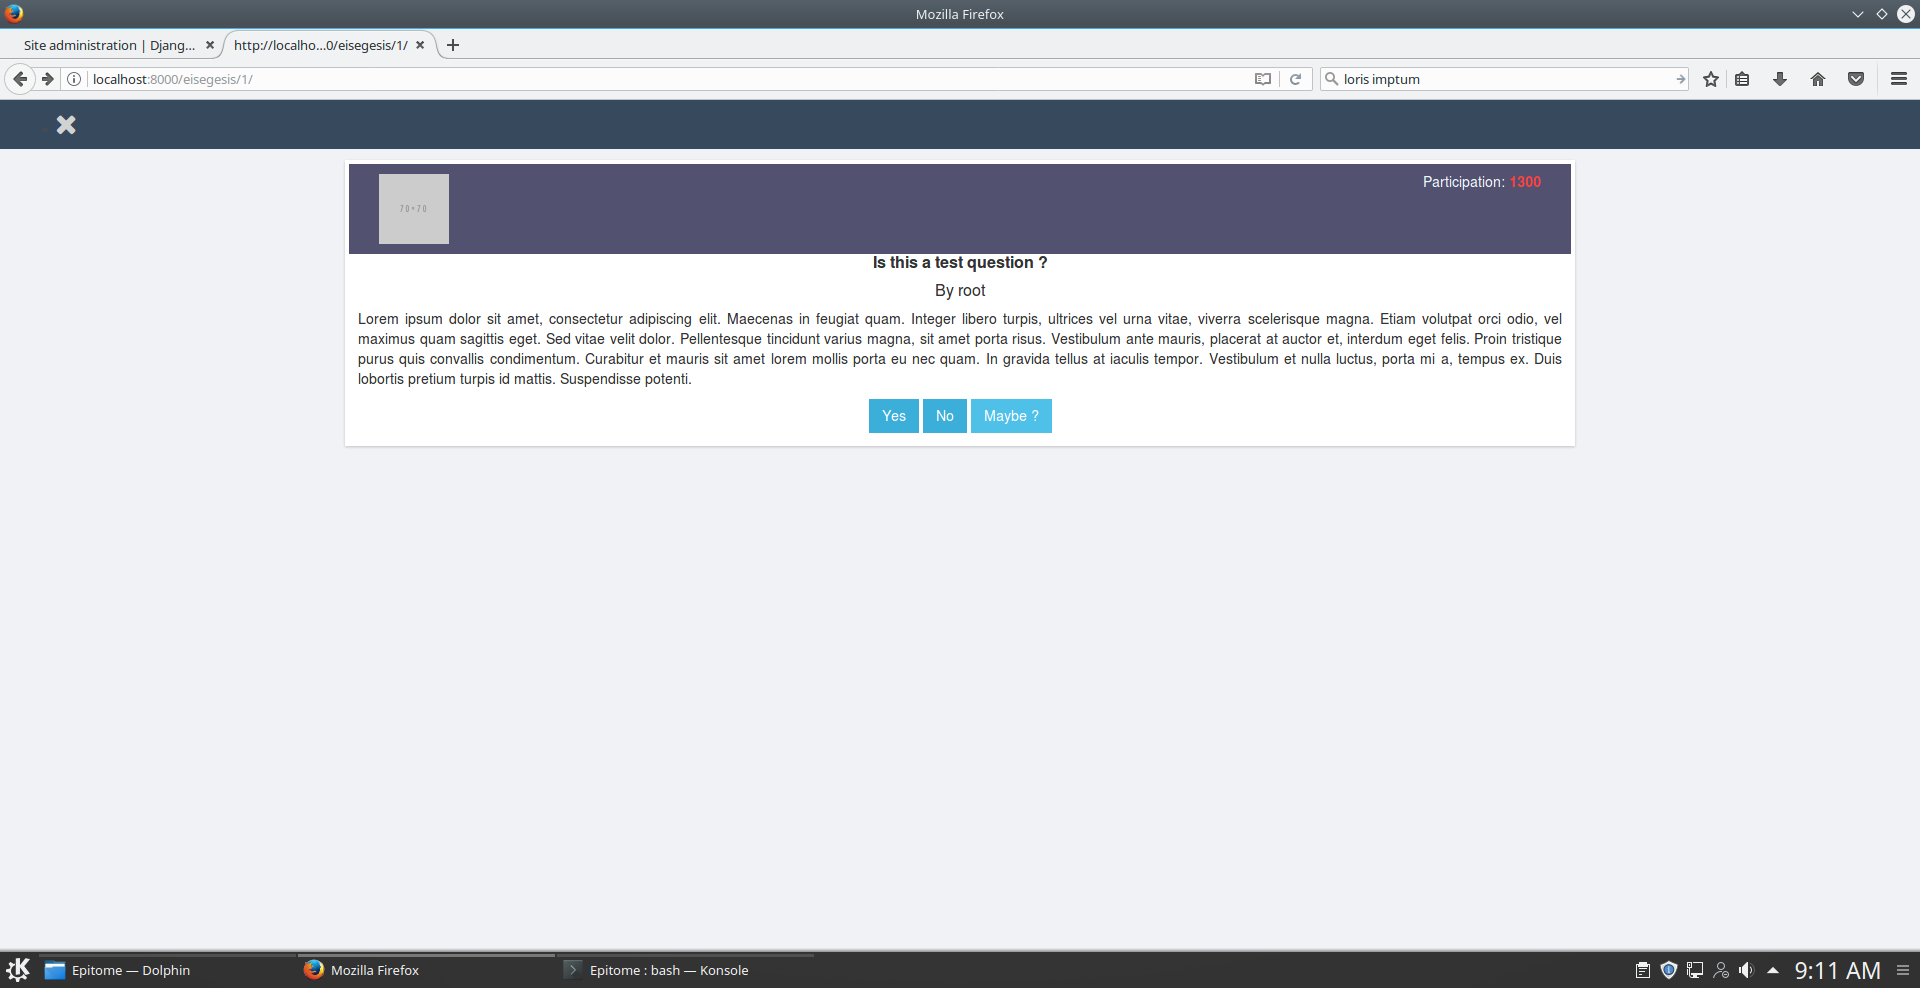 Mozilla Firefox
Site administration | Djang...
http://localho...0/eisegesis/1/
localhost:8000/eisegesis/1/
loris imptum
70×70
Participation: 1300
Is this a test question ?
By root
Lorem ipsum dolor sit amet, consectetur adipiscing elit. Maecenas in feugiat quam. Integer libero turpis, ultrices vel urna vitae, viverra scelerisque magna. Etiam volutpat orci odio, vel
maximus quam sagittis eget. Sed vitae velit dolor. Pellentesque tincidunt varius magna, sit amet porta risus. Vestibulum ante mauris, placerat at auctor et, interdum eget felis. Proin tristique
purus quis convallis condimentum. Curabitur et mauris sit amet lorem mollis porta eu nec quam. In gravida tellus at iaculis tempor. Vestibulum et nulla luctus, porta mi a, tempus ex. Duis
lobortis pretium turpis id mattis. Suspendisse potenti.
Yes
No
Maybe ?
Epitome — Dolphin
Mozilla Firefox
Epitome : bash — Konsole
9:11 AM